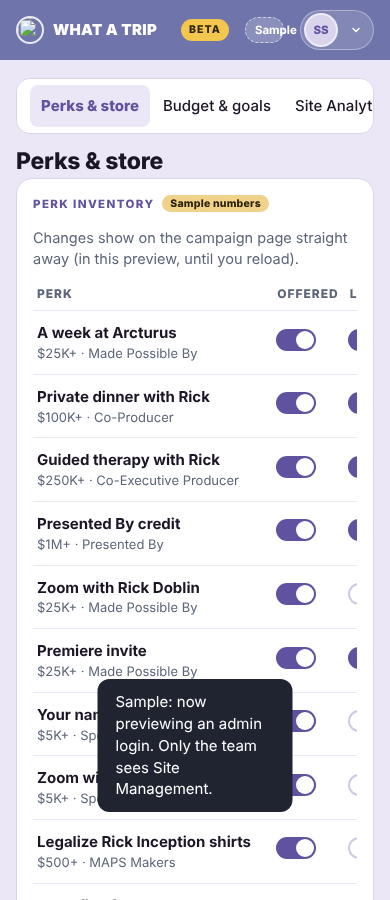 WHAT A TRIP
BETA
Sample
SS
Perks & store
Budget & goals
Site Analyt
Perks & store
PERK INVENTORY
Sample numbers
Changes show on the campaign page straight
away (in this preview, until you reload).
PERK
OFFERED
L
A week at Arcturus
$25K+ · Made Possible By
Private dinner with Rick
$100K+ · Co-Producer
Guided therapy with Rick
$250K+ · Co-Executive Producer
Presented By credit
$1M+ · Presented By
Zoom with Rick Doblin
$25K+ · Made Possible By
Premiere invite
$25K+ · Made Possible By
Your nar
$5K+ · Sp
Zoom wi
$5K+ · Sp
Sample: now
previewing an admin
login. Only the team
sees Site
Management.
Legalize Rick Inception shirts
$500+ · MAPS Makers